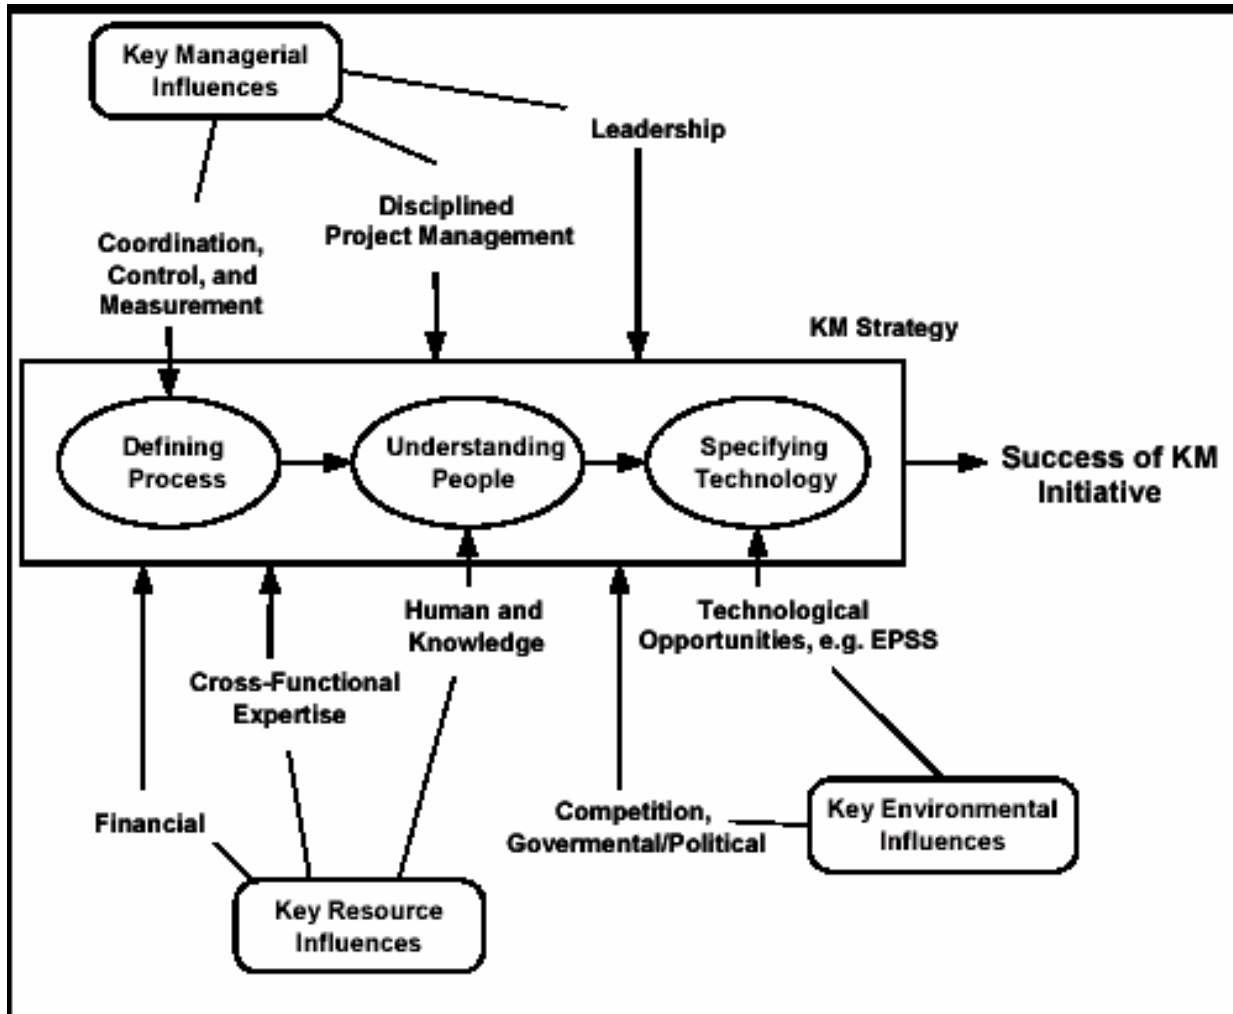 Key Managerial
Influences
Leadership
Disciplined
Project Management
Coordination,
Control, and
Measurement
KM Strategy
Defining
Process
Understanding
People
Specifying
Technology
Success of KM
Initiative
Human and
Knowledge
Technological
Opportunities, e.g. EPSS
Cross-Functional
Expertise
Financial
Competition,
Govermental/Political
Key Environmental
Influences
Key Resource
Influences